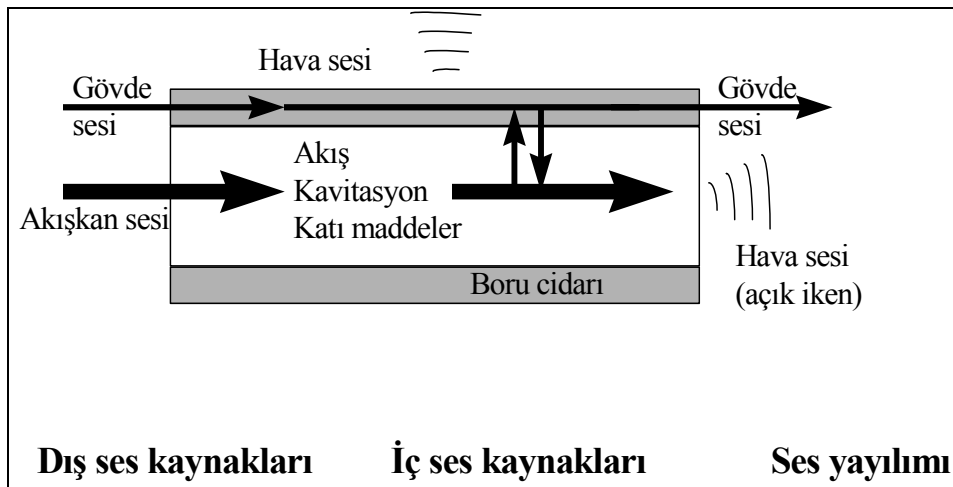 Hava sesi
Gövde
sesi
Gövde
sesi
Akış
Kavitasyon
Katı maddeler
Akışkan sesi
Hava sesi
(açık iken)
Boru cidarı
Dış ses kaynakları
İç ses kaynakları
Ses yayılımı